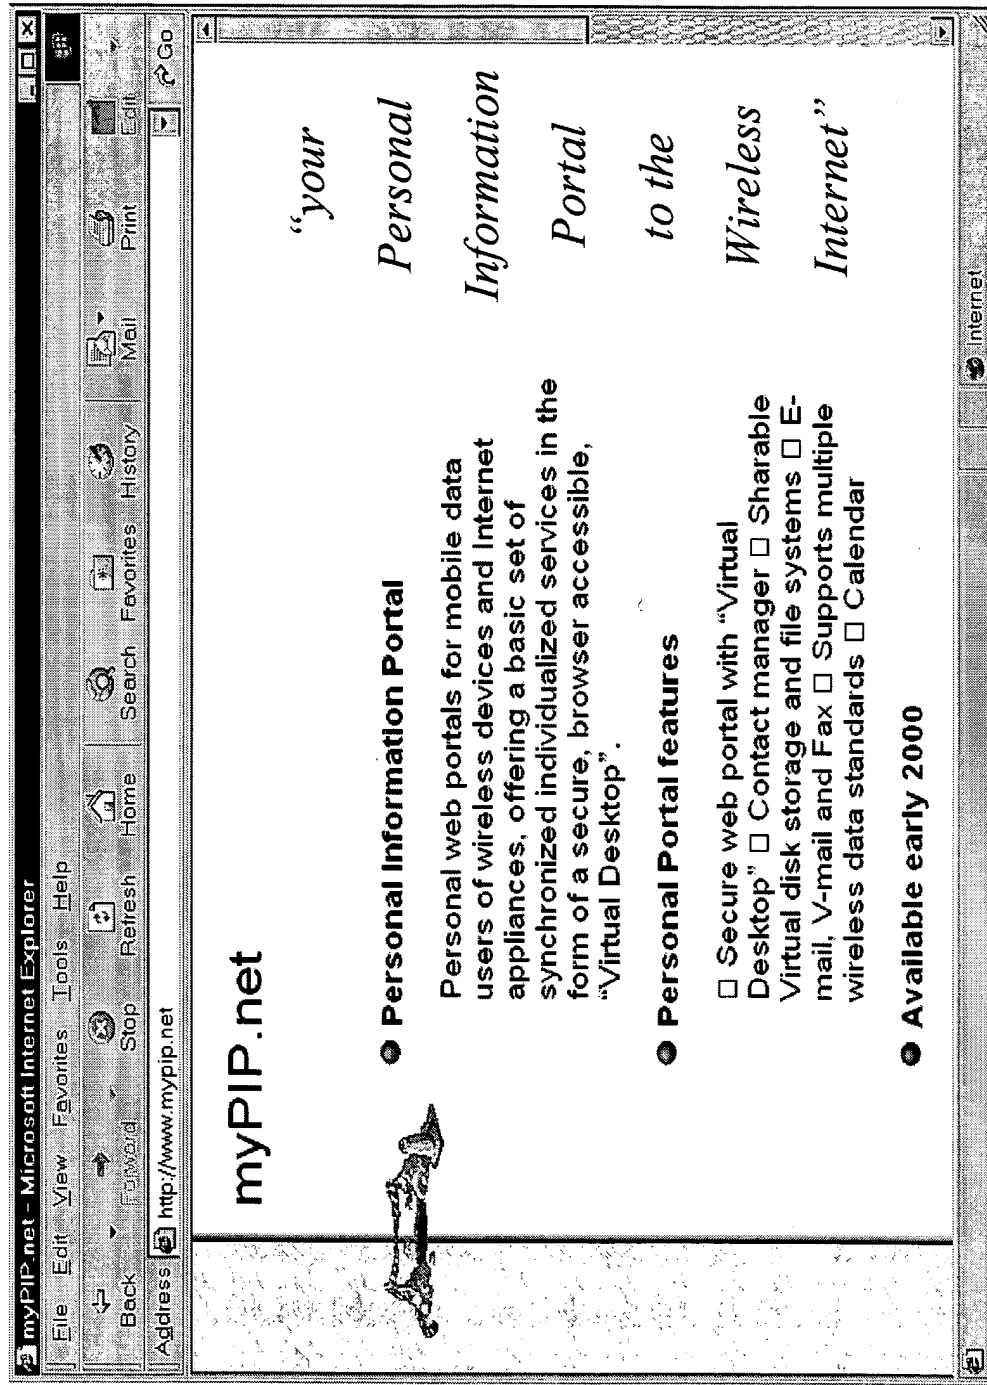 myPIP.net - Microsoft Internet Explorer
File Edit View Favorites Tools Help
Back Forward Stop Refresh Home Search Favorites History Mail Print Edit
Address http://www.mypip.net Go
myPIP.net
Personal Information Portal
Personal web portals for mobile data
users of wireless devices and Internet
appliances, offering a basic set of
synchronized individualized services in the
form of a secure, browser accessible,
“Virtual Desktop”.
Personal Portal features
□ Secure web portal with “Virtual
Desktop” □ Contact manager □ Sharable
Virtual disk storage and file systems □ E-
mail, V-mail and Fax □ Supports multiple
wireless data standards □ Calendar
Available early 2000
“your
Personal
Information
Portal
to the
Wireless
Internet”
Internet